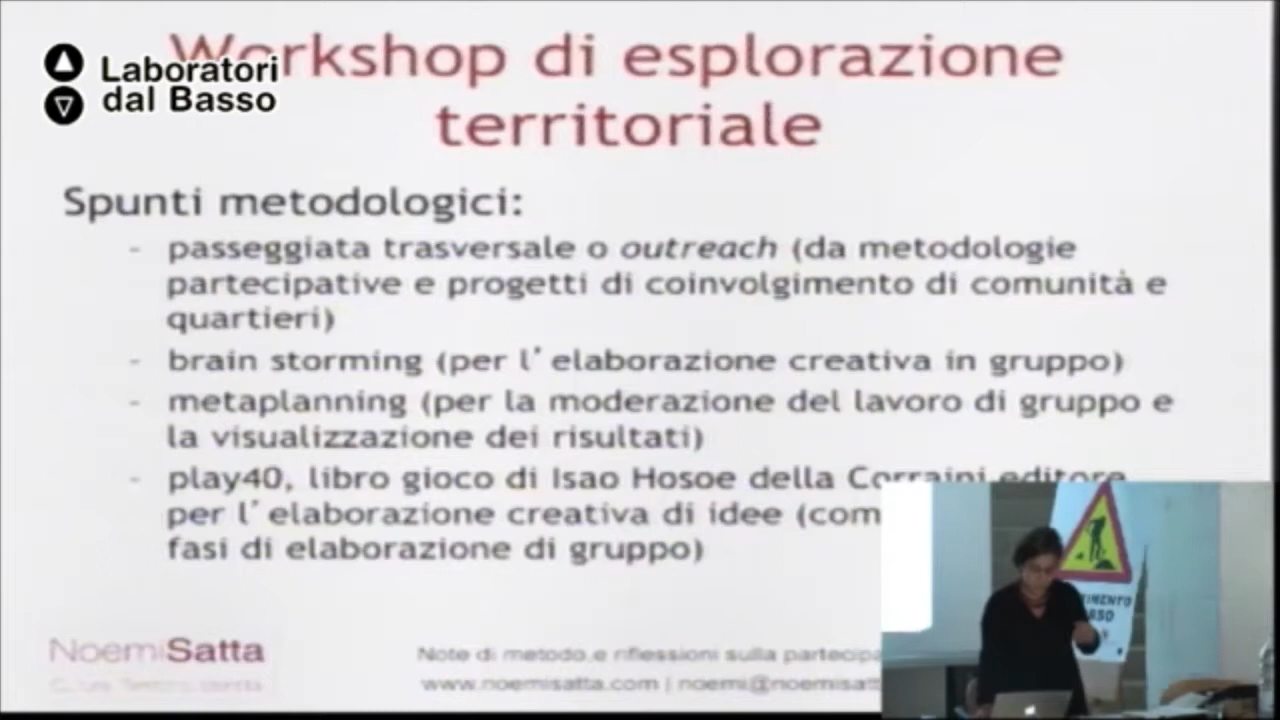 Workshop di esplorazione
territoriale
Laboratori
dal Basso
Spunti metodologici:
- passeggiata trasversale o outreach (da metodologie
partecipative e progetti di coinvolgimento di comunità e
quartieri)
- brain storming (per l'elaborazione creativa in gruppo)
- metaplanning (per la moderazione del lavoro di gruppo e
la visualizzazione dei risultati)
- play40, libro gioco di Isao Hosoe della Corraini editore
per l'elaborazione creativa di idee (com
fasi di elaborazione di gruppo)
NoemiSatta
Note di metodo e riflessioni sulla partecipa
www.noemisatta.com | noemi@noemisatt